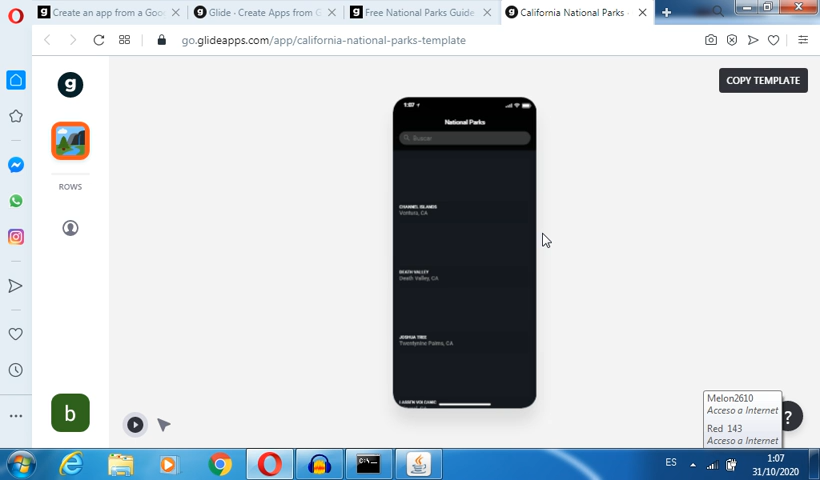 Create an app from a Goo
Glide - Create Apps from G
Free National Parks Guide
California National Parks -
go.glideapps.com/app/california-national-parks-template
COPY TEMPLATE
g
ROWS
b
1:07
National Parks
Buscar
CHANNEL ISLANDS
Ventura, CA
DEATH VALLEY
Death Valley, CA
JOSHUA TREE
Twentynine Palms, CA
Melon2610
Acceso a Internet
Red 143
Acceso a Internet
?
ES
1:07
31/10/2020